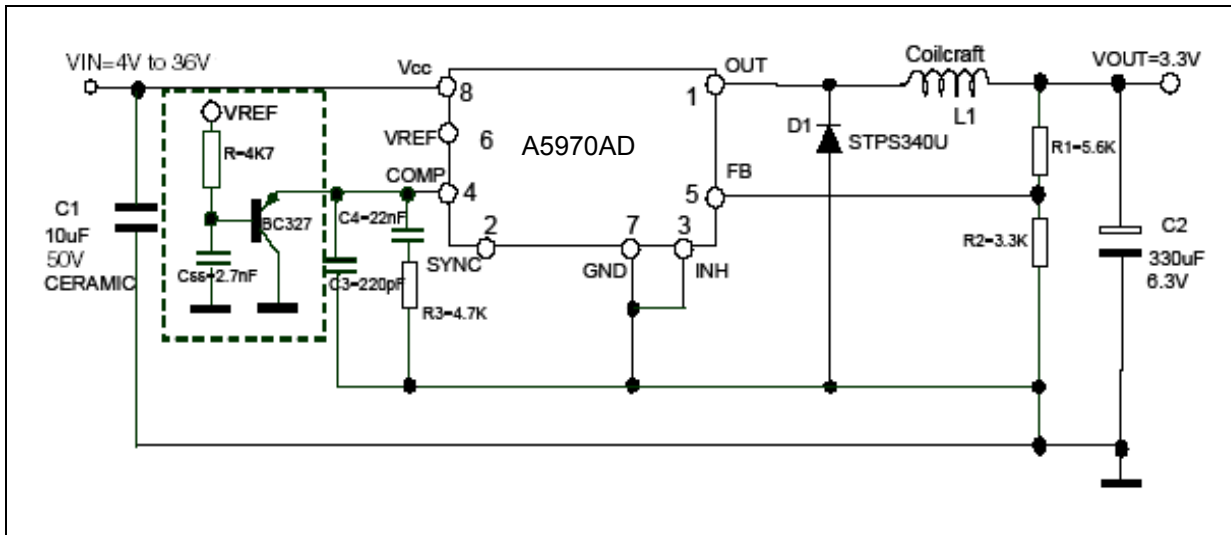 VIN=4V to 36V
Vcc
8
VREF
6
COMP
4
A5970AD
OUT
1
FB
5
2
SYNC
7
GND
3
INH
Coilcraft
L1
VOUT=3.3V
D1
STPS340U
R1=5.6K
R2=3.3K
C2
330uF
6.3V
VREF
R=4K7
BC327
Css=2.7nF
C1
10uF
50V
CERAMIC
C4=22nF
C3=220pF
R3=4.7K